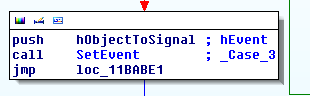 push    hObjectToSignal ; hEvent
call    SetEvent        ; _Case_3
jmp     loc_11BABE1